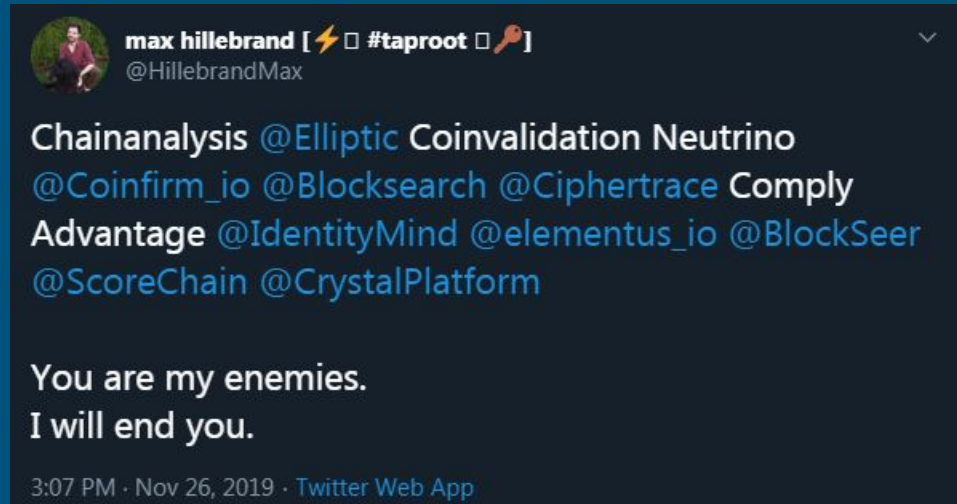 max hillebrand [⚡▯ #taproot ▯🔑]
@HillebrandMax
Chainanalysis @Elliptic Coinvalidation Neutrino
@Coinfirm_io @Blocksearch @Ciphertrace Comply
Advantage @IdentityMind @elementus_io @BlockSeer
@ScoreChain @CrystalPlatform
You are my enemies.
I will end you.
3:07 PM · Nov 26, 2019 · Twitter Web App